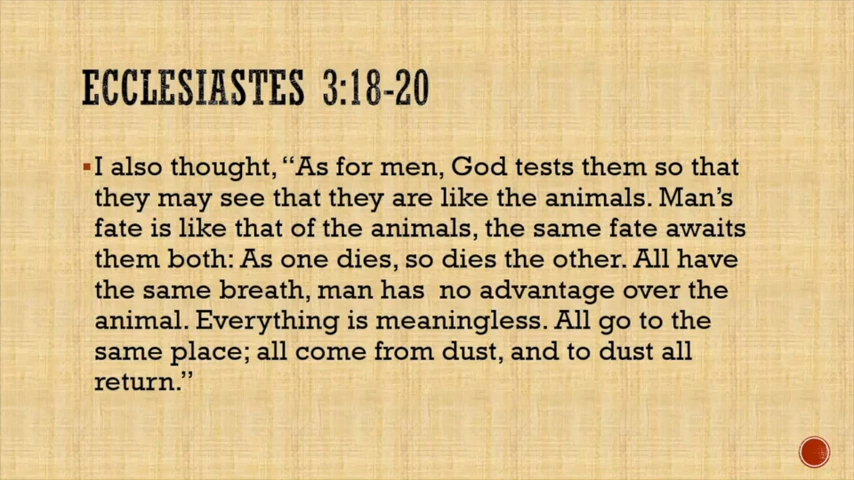 ECCLESIASTES 3:18-20
▪I also thought, “As for men, God tests them so that
they may see that they are like the animals. Man’s
fate is like that of the animals, the same fate awaits
them both: As one dies, so dies the other. All have
the same breath, man has  no advantage over the
animal. Everything is meaningless. All go to the
same place; all come from dust, and to dust all
return.”